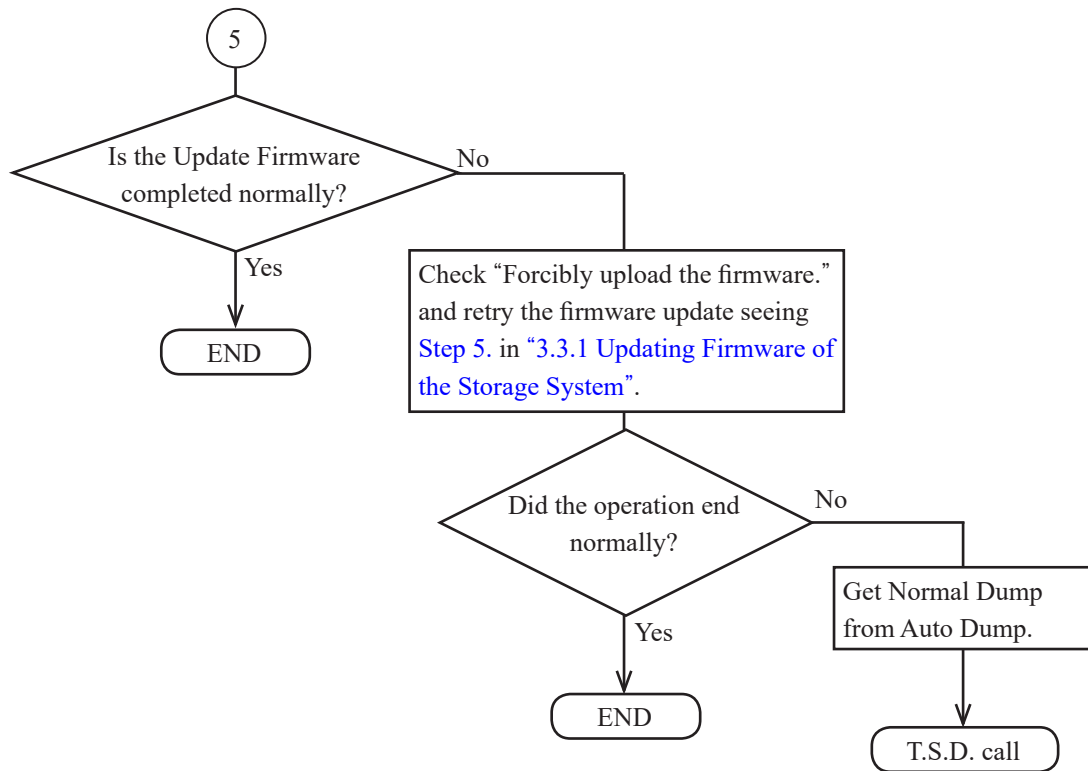 5
Is the Update Firmware
completed normally?
No
Yes
END
Check “Forcibly upload the firmware.”
and retry the firmware update seeing
Step 5. in “3.3.1 Updating Firmware of
the Storage System”.
Did the operation end
normally?
No
Yes
END
Get Normal Dump
from Auto Dump.
T.S.D. call